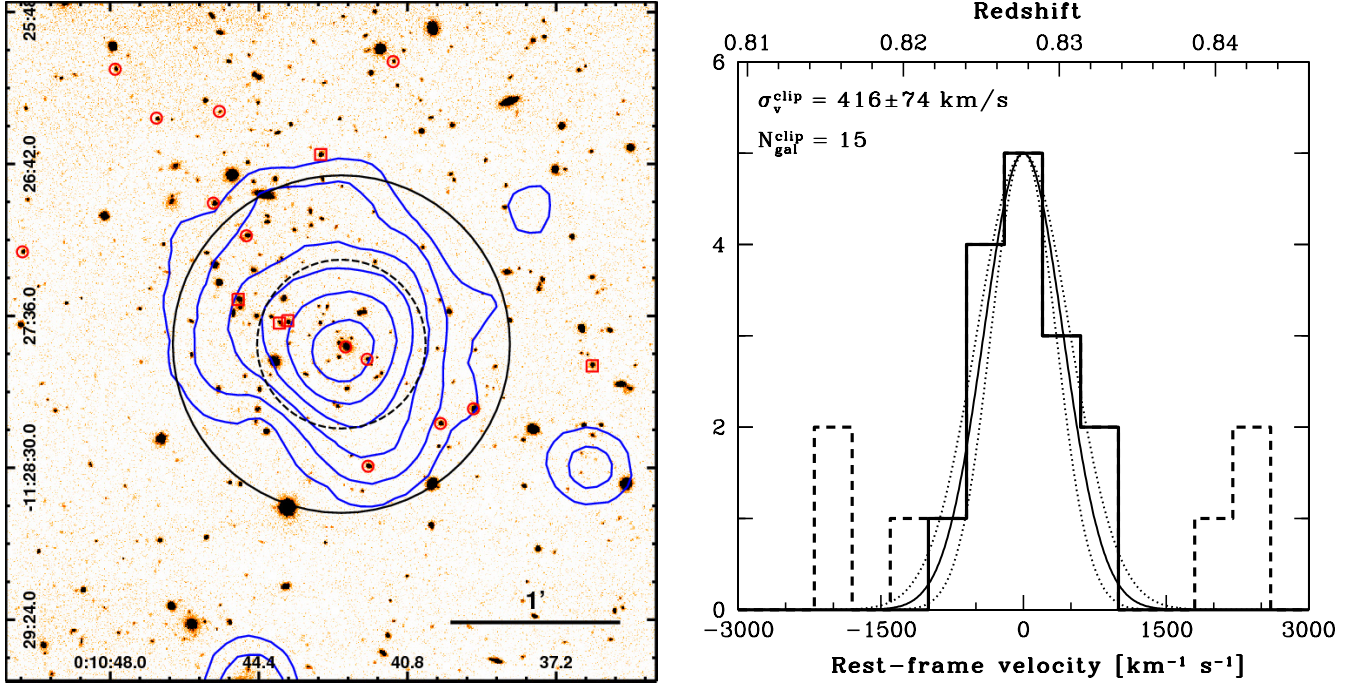 25:48
26:42.0
27:36.0
-11:28:30.0
29:24.0
0:10:48.0 44.4 40.8 37.2
1'
Redshift
0.81 0.82 0.83 0.84
6
4
2
0
σ_v^clip = 416±74 km/s
N_gal^clip = 15
−3000 −1500 0 1500 3000
Rest−frame velocity [km⁻¹ s⁻¹]